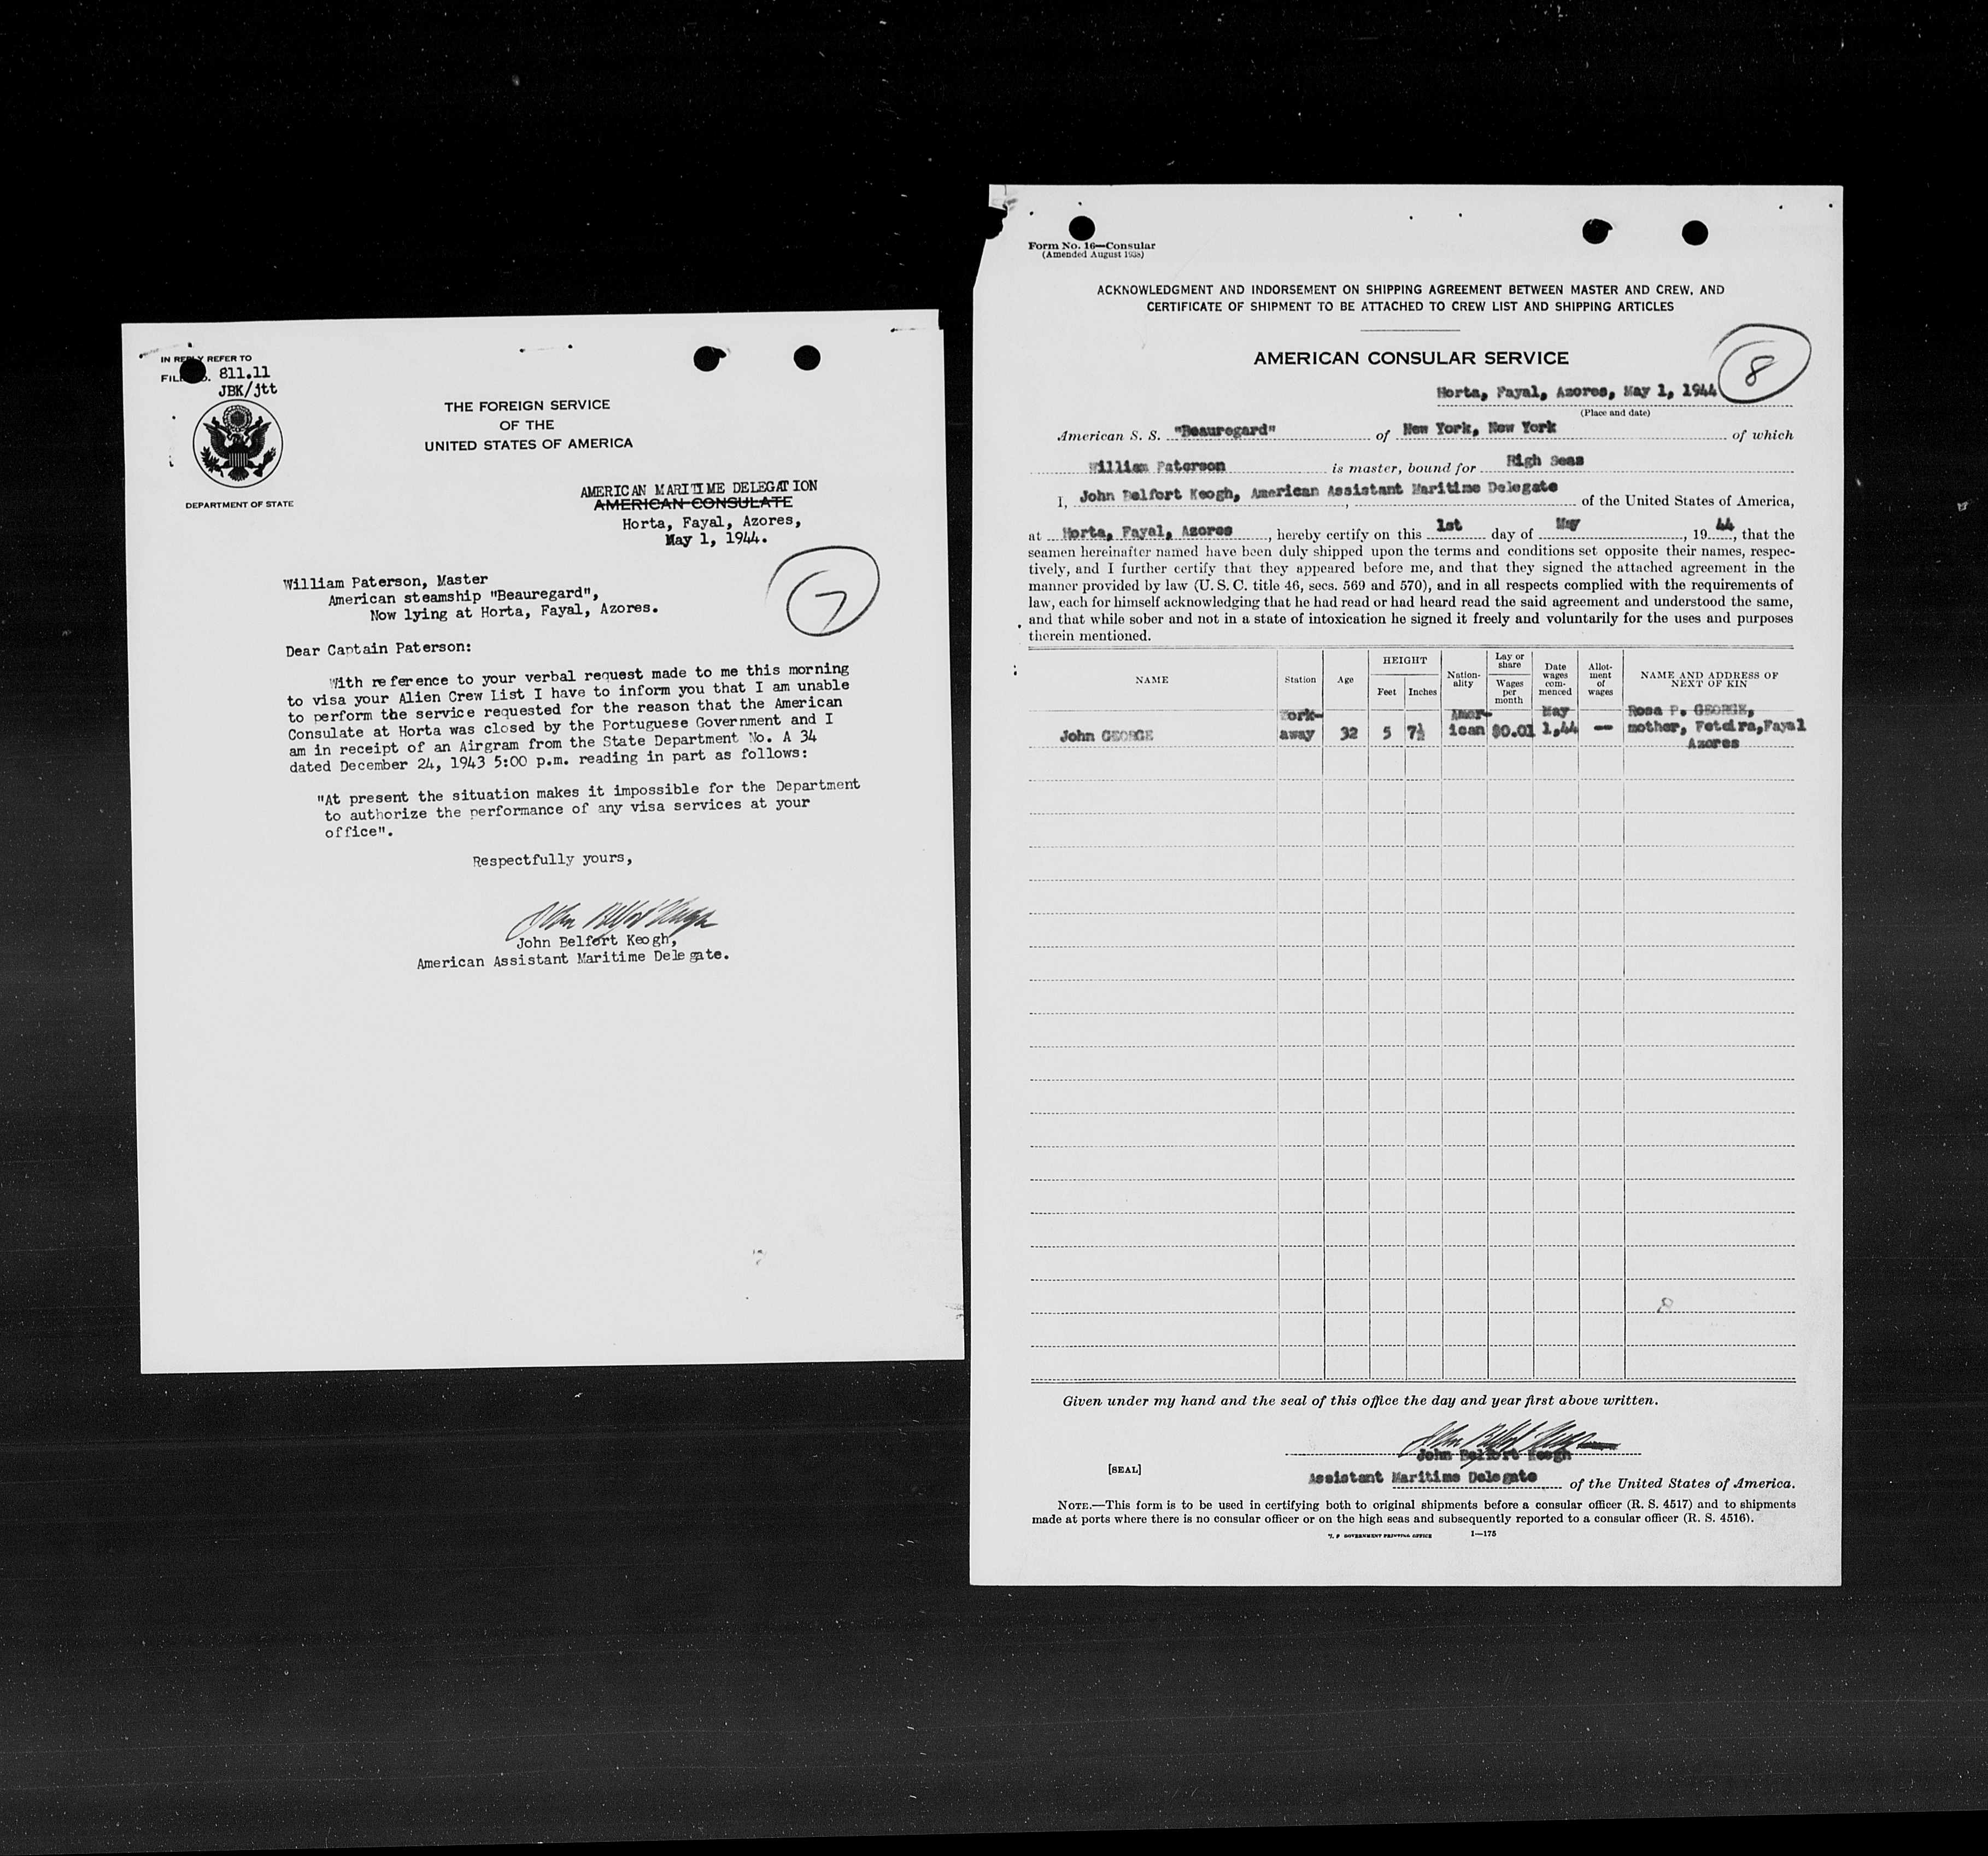 IN REPLY REFER TO
FILE NO. 811.11
JBK/jtt
DEPARTMENT OF STATE
THE FOREIGN SERVICE
OF THE
UNITED STATES OF AMERICA
AMERICAN MARITIME DELEGATION
AMERICAN CONSULATE
Horta, Fayal, Azores,
May 1, 1944.
7
William Paterson, Master
American steamship "Beauregard",
Now lying at Horta, Fayal, Azores.
Dear Captain Paterson:
With reference to your verbal request made to me this morning
to visa your Alien Crew List I have to inform you that I am unable
to perform the service requested for the reason that the American
Consulate at Horta was closed by the Portuguese Government and I
am in receipt of an Airgram from the State Department No. A 34
dated December 24, 1943 5:00 p.m. reading in part as follows:
"At present the situation makes it impossible for the Department
to authorize the performance of any visa services at your
office".
Respectfully yours,
John Belfort Keogh
John Belfort Keogh,
American Assistant Maritime Delegate.
Form No. 16—Consular
(Amended August 1938)
ACKNOWLEDGMENT AND INDORSEMENT ON SHIPPING AGREEMENT BETWEEN MASTER AND CREW, AND
CERTIFICATE OF SHIPMENT TO BE ATTACHED TO CREW LIST AND SHIPPING ARTICLES
AMERICAN CONSULAR SERVICE
8
Horta, Fayal, Azores, May 1, 1944
(Place and date)
American S. S. "Beauregard" of New York, New York of which
William Paterson is master, bound for High Seas
I, John Belfort Keogh, American Assistant Maritime Delegate, of the United States of America,
at Horta, Fayal, Azores, hereby certify on this 1st day of May, 1944, that the
seamen hereinafter named have been duly shipped upon the terms and conditions set opposite their names, respec-
tively, and I further certify that they appeared before me, and that they signed the attached agreement in the
manner provided by law (U. S. C. title 46, secs. 569 and 570), and in all respects complied with the requirements of
law, each for himself acknowledging that he had read or had heard read the said agreement and understood the same,
and that while sober and not in a state of intoxication he signed it freely and voluntarily for the uses and purposes
therein mentioned.
NAME Station Age HEIGHT Feet Inches Nation-ality Lay or share Wages per month Date wages com-menced Allot-ment of wages NAME AND ADDRESS OF NEXT OF KIN
John GEORGE Work-away 32 5 7½ Amer-ican $0.01 May 1,44 -- Rosa P. GEORGE, mother, Feteira,Fayal Azores
8
Given under my hand and the seal of this office the day and year first above written.
John Belfort Keogh
John Belfort Keogh
[SEAL]
Assistant Maritime Delegate of the United States of America.
NOTE.—This form is to be used in certifying both to original shipments before a consular officer (R. S. 4517) and to shipments
made at ports where there is no consular officer or on the high seas and subsequently reported to a consular officer (R. S. 4516).
U. S. GOVERNMENT PRINTING OFFICE 1—175